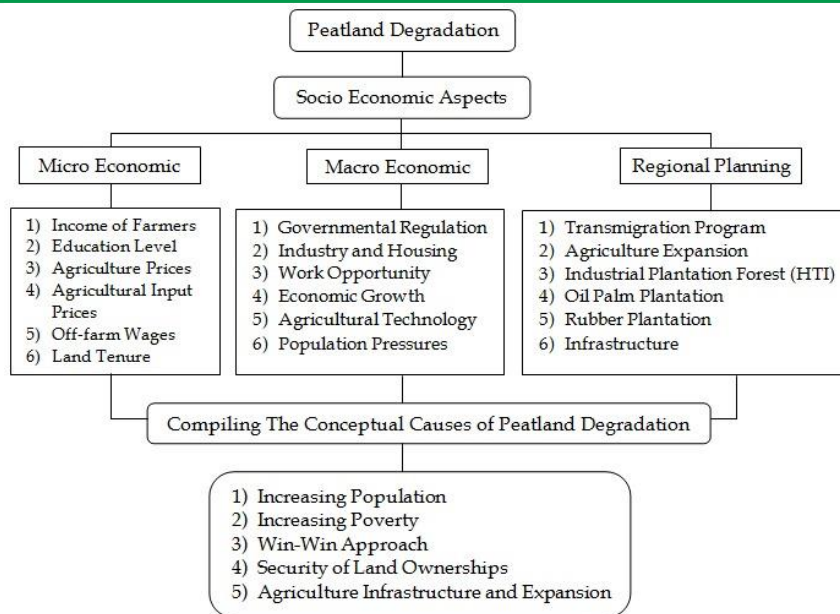 Peatland Degradation
Socio Economic Aspects
Micro Economic
Macro Economic
Regional Planning
1) Income of Farmers
2) Education Level
3) Agriculture Prices
4) Agricultural Input
Prices
5) Off-farm Wages
6) Land Tenure
1) Governmental Regulation
2) Industry and Housing
3) Work Opportunity
4) Economic Growth
5) Agricultural Technology
6) Population Pressures
1) Transmigration Program
2) Agriculture Expansion
3) Industrial Plantation Forest (HTI)
4) Oil Palm Plantation
5) Rubber Plantation
6) Infrastructure
Compiling The Conceptual Causes of Peatland Degradation
1) Increasing Population
2) Increasing Poverty
3) Win-Win Approach
4) Security of Land Ownerships
5) Agriculture Infrastructure and Expansion